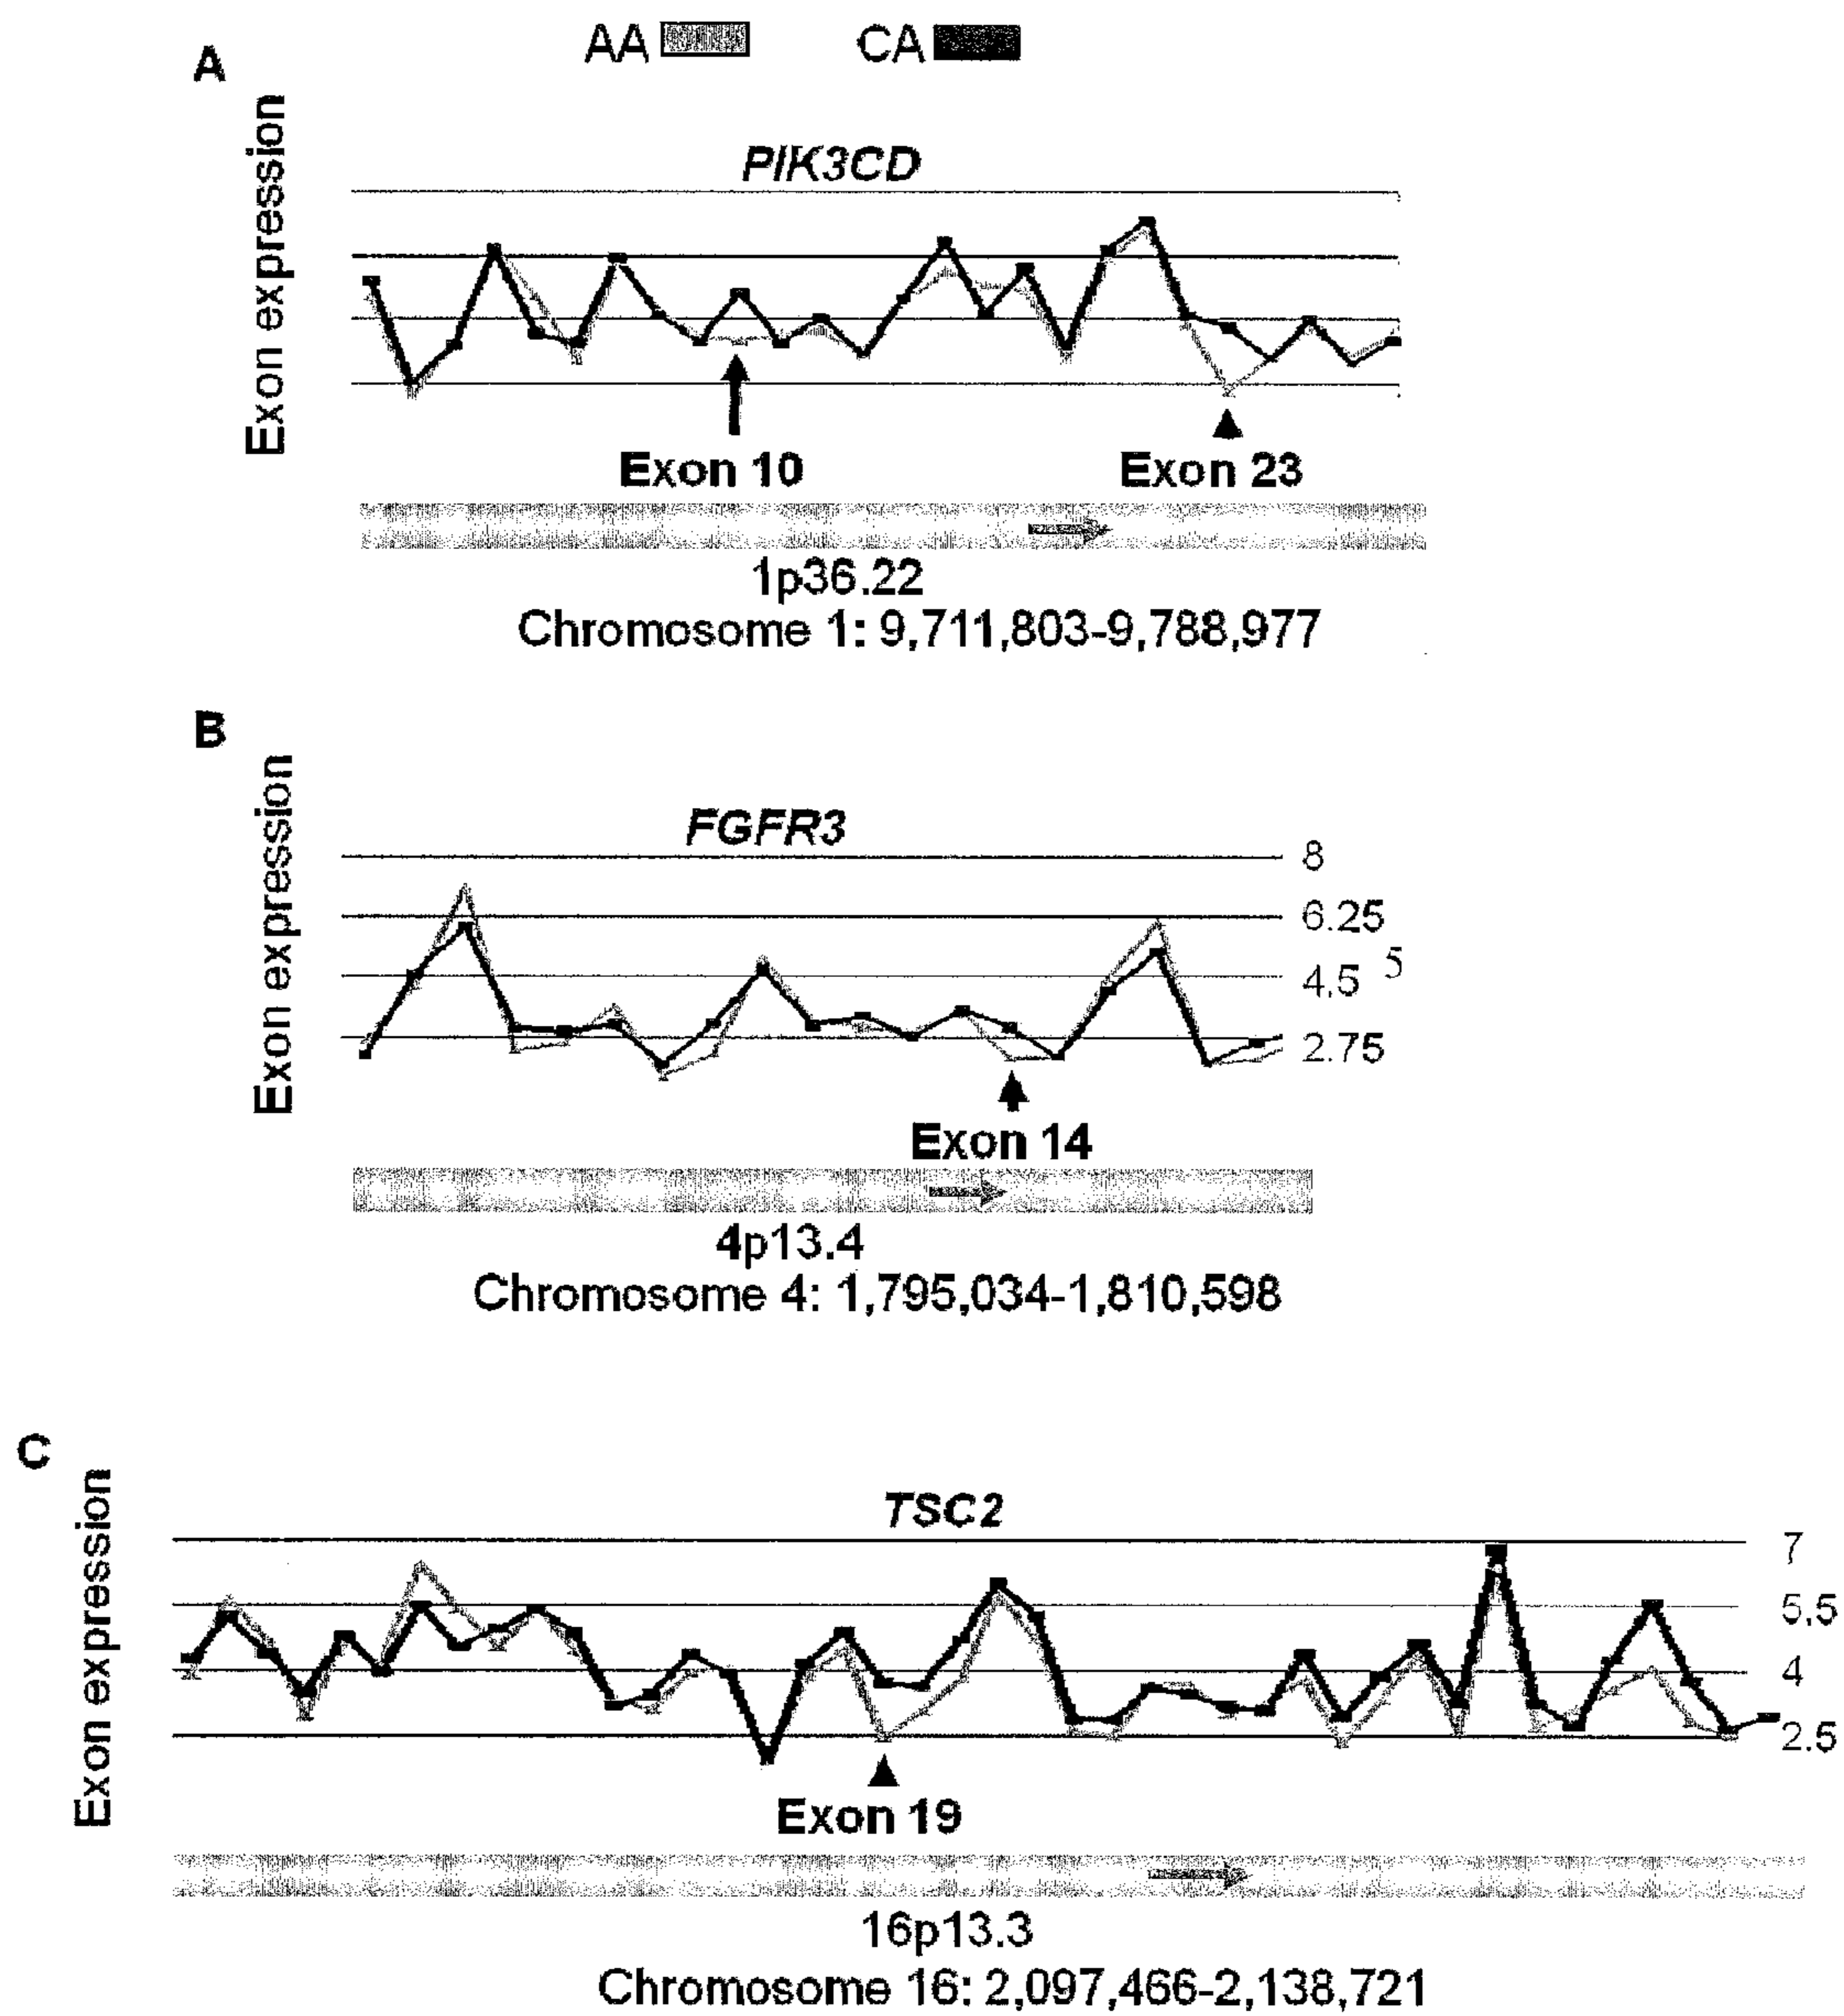 AA CA
A
Exon expression
PIK3CD
Exon 10
Exon 23
1p36.22
Chromosome 1: 9,711,803-9,788,977
B
Exon expression
FGFR3
8
6.25
4.5 5
2.75
Exon 14
4p13.4
Chromosome 4: 1,795,034-1,810,598
C
Exon expression
TSC2
7
5.5
4
2.5
Exon 19
16p13.3
Chromosome 16: 2,097,466-2,138,721